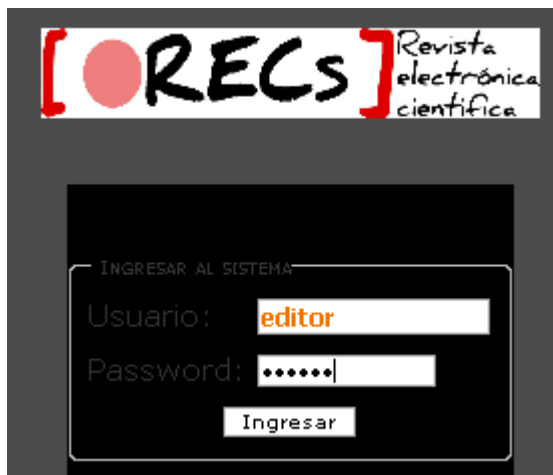 [ RECs ]
Revista
electrónica
científica
INGRESAR AL SISTEMA
Usuario: editor
Password: ••••••
Ingresar